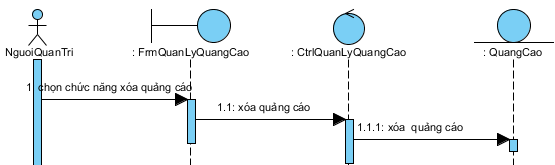 NguoiQuanTri
: FrmQuanLyQuangCao
: CtrlQuanLyQuangCao
: QuangCao
1: chọn chức năng xóa quảng cáo
1.1: xóa quảng cáo
1.1.1: xóa quảng cáo